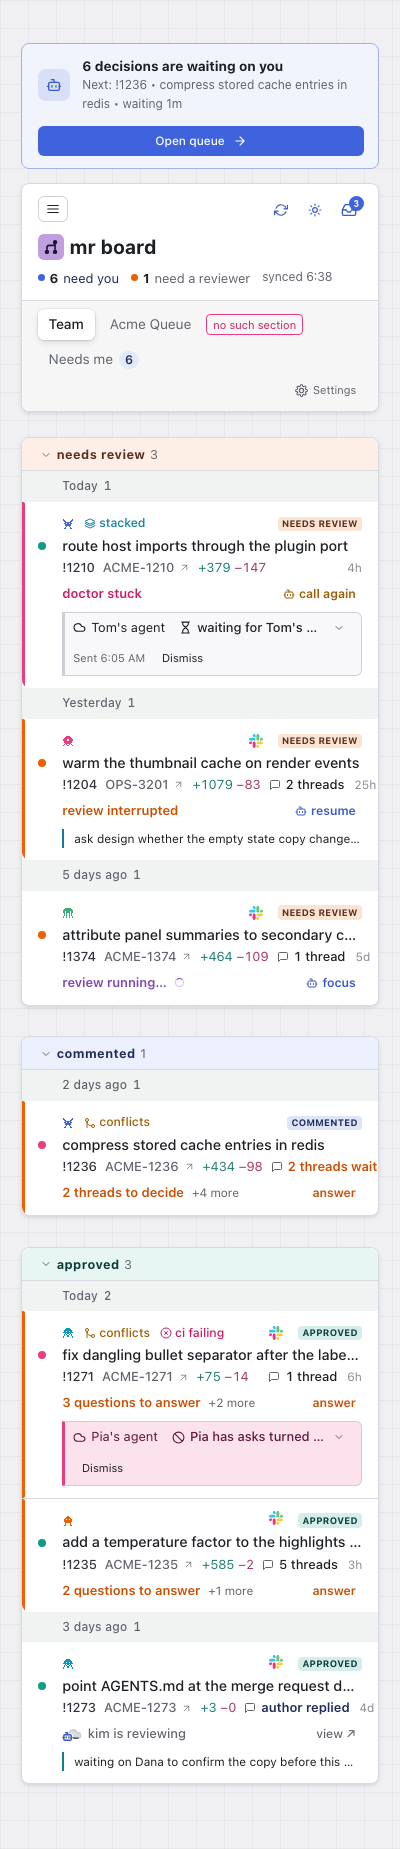 6 decisions are waiting on you
Next: !1236 • compress stored cache entries in
redis • waiting 1m
Open queue →
3
mr board
6 need you 1 need a reviewer synced 6:38
Team Acme Queue no such section
Needs me 6
Settings
needs review 3
Today 1
stacked NEEDS REVIEW
route host imports through the plugin port
!1210 ACME-1210 ↗ +379 −147 4h
doctor stuck call again
Tom's agent waiting for Tom's ...
Sent 6:05 AM Dismiss
Yesterday 1
NEEDS REVIEW
warm the thumbnail cache on render events
!1204 OPS-3201 ↗ +1079 −83 2 threads 25h
review interrupted resume
ask design whether the empty state copy change...
5 days ago 1
NEEDS REVIEW
attribute panel summaries to secondary c...
!1374 ACME-1374 ↗ +464 −109 1 thread 5d
review running... focus
commented 1
2 days ago 1
conflicts COMMENTED
compress stored cache entries in redis
!1236 ACME-1236 ↗ +434 −98 2 threads wait
2 threads to decide +4 more answer
approved 3
Today 2
conflicts ci failing APPROVED
fix dangling bullet separator after the labe...
!1271 ACME-1271 ↗ +75 −14 1 thread 6h
3 questions to answer +2 more answer
Pia's agent Pia has asks turned ...
Dismiss
APPROVED
add a temperature factor to the highlights ...
!1235 ACME-1235 ↗ +585 −2 5 threads 3h
2 questions to answer +1 more answer
3 days ago 1
APPROVED
point AGENTS.md at the merge request d...
!1273 ACME-1273 ↗ +3 −0 author replied 4d
kim is reviewing view ↗
waiting on Dana to confirm the copy before this ...